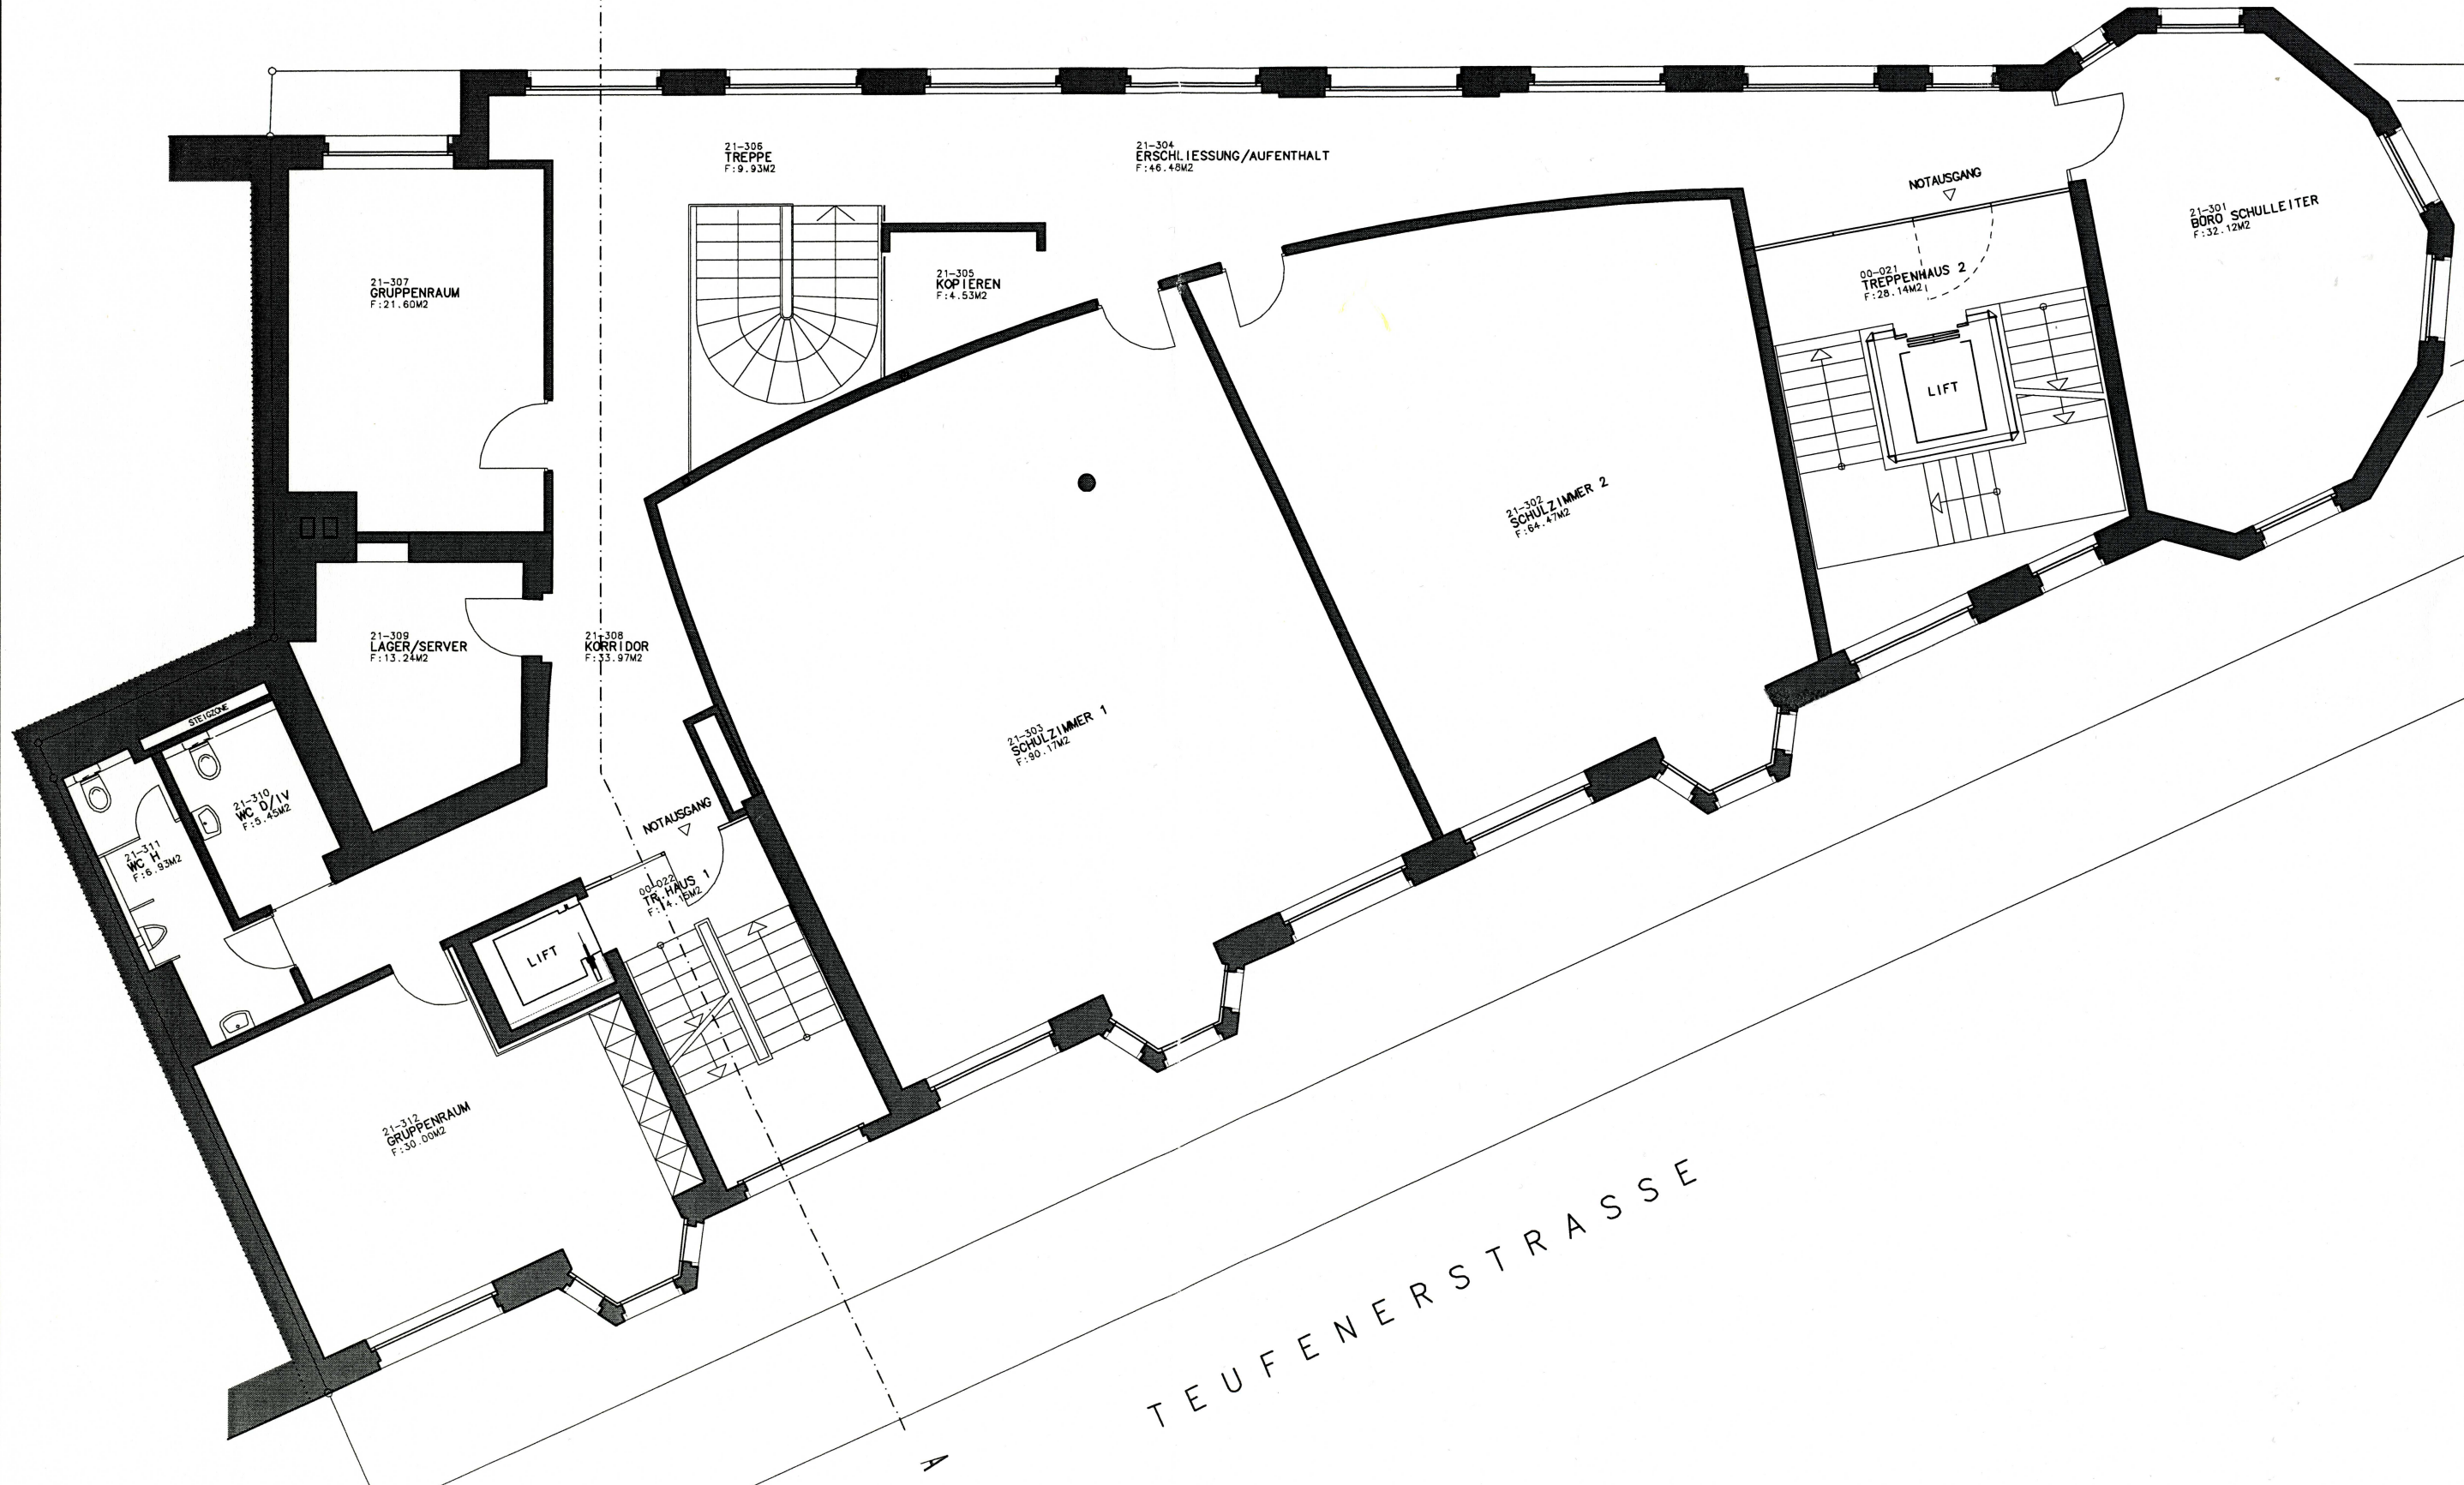 21-306
TREPPE
F:9.93M2
21-304
ERSCHLIESSUNG/AUFENTHALT
F:46.48M2
NOTAUSGANG
21-301
BÜRO SCHULLEITER
F:32.12M2
21-307
GRUPPENRAUM
F:21.60M2
21-305
KOPIEREN
F:4.53M2
00-021
TREPPENHAUS 2
F:28.14M2
LIFT
21-302
SCHULZIMMER 2
F:64.47M2
21-309
LAGER/SERVER
F:13.24M2
21-308
KORRIDOR
F:33.97M2
STEIGZONE
21-303
SCHULZIMMER 1
F:90.17M2
21-310
WC D/IV
F:5.45M2
NOTAUSGANG
21-311
WC H
F:6.93M2
00-022
TR.HAUS 1
F:14.15M2
LIFT
21-312
GRUPPENRAUM
F:30.00M2
TEUFENERSTRASSE
A